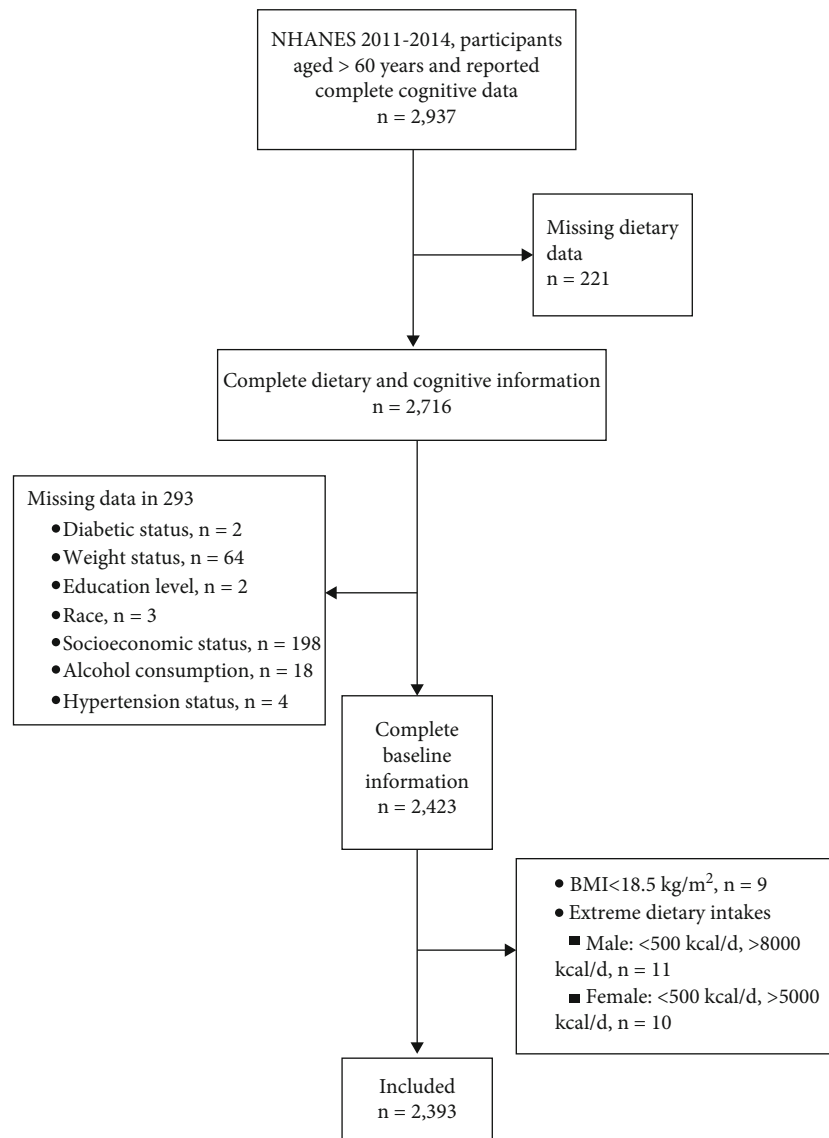 NHANES 2011-2014, participants
aged > 60 years and reported
complete cognitive data
n = 2,937
Missing dietary
data
n = 221
Complete dietary and cognitive information
n = 2,716
Missing data in 293
● Diabetic status, n = 2
● Weight status, n = 64
● Education level, n = 2
● Race, n = 3
● Socioeconomic status, n = 198
● Alcohol consumption, n = 18
● Hypertension status, n = 4
Complete
baseline
information
n = 2,423
● BMI<18.5 kg/m², n = 9
● Extreme dietary intakes
■ Male: <500 kcal/d, >8000
kcal/d, n = 11
■ Female: <500 kcal/d, >5000
kcal/d, n = 10
Included
n = 2,393